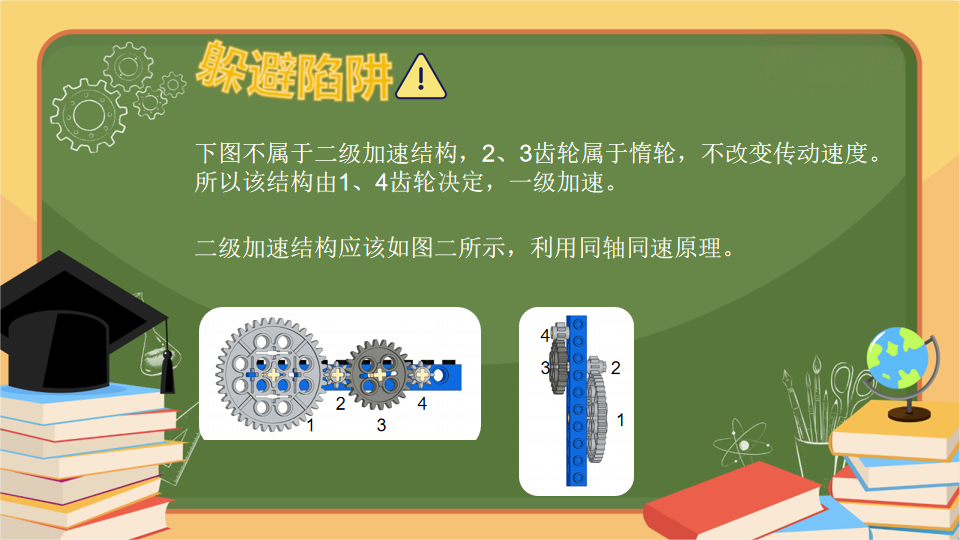 躲避陷阱
下图不属于二级加速结构，2、3齿轮属于惰轮，不改变传动速度。
所以该结构由1、4齿轮决定，一级加速。
二级加速结构应该如图二所示，利用同轴同速原理。
1
2
3
4
4
3
2
1